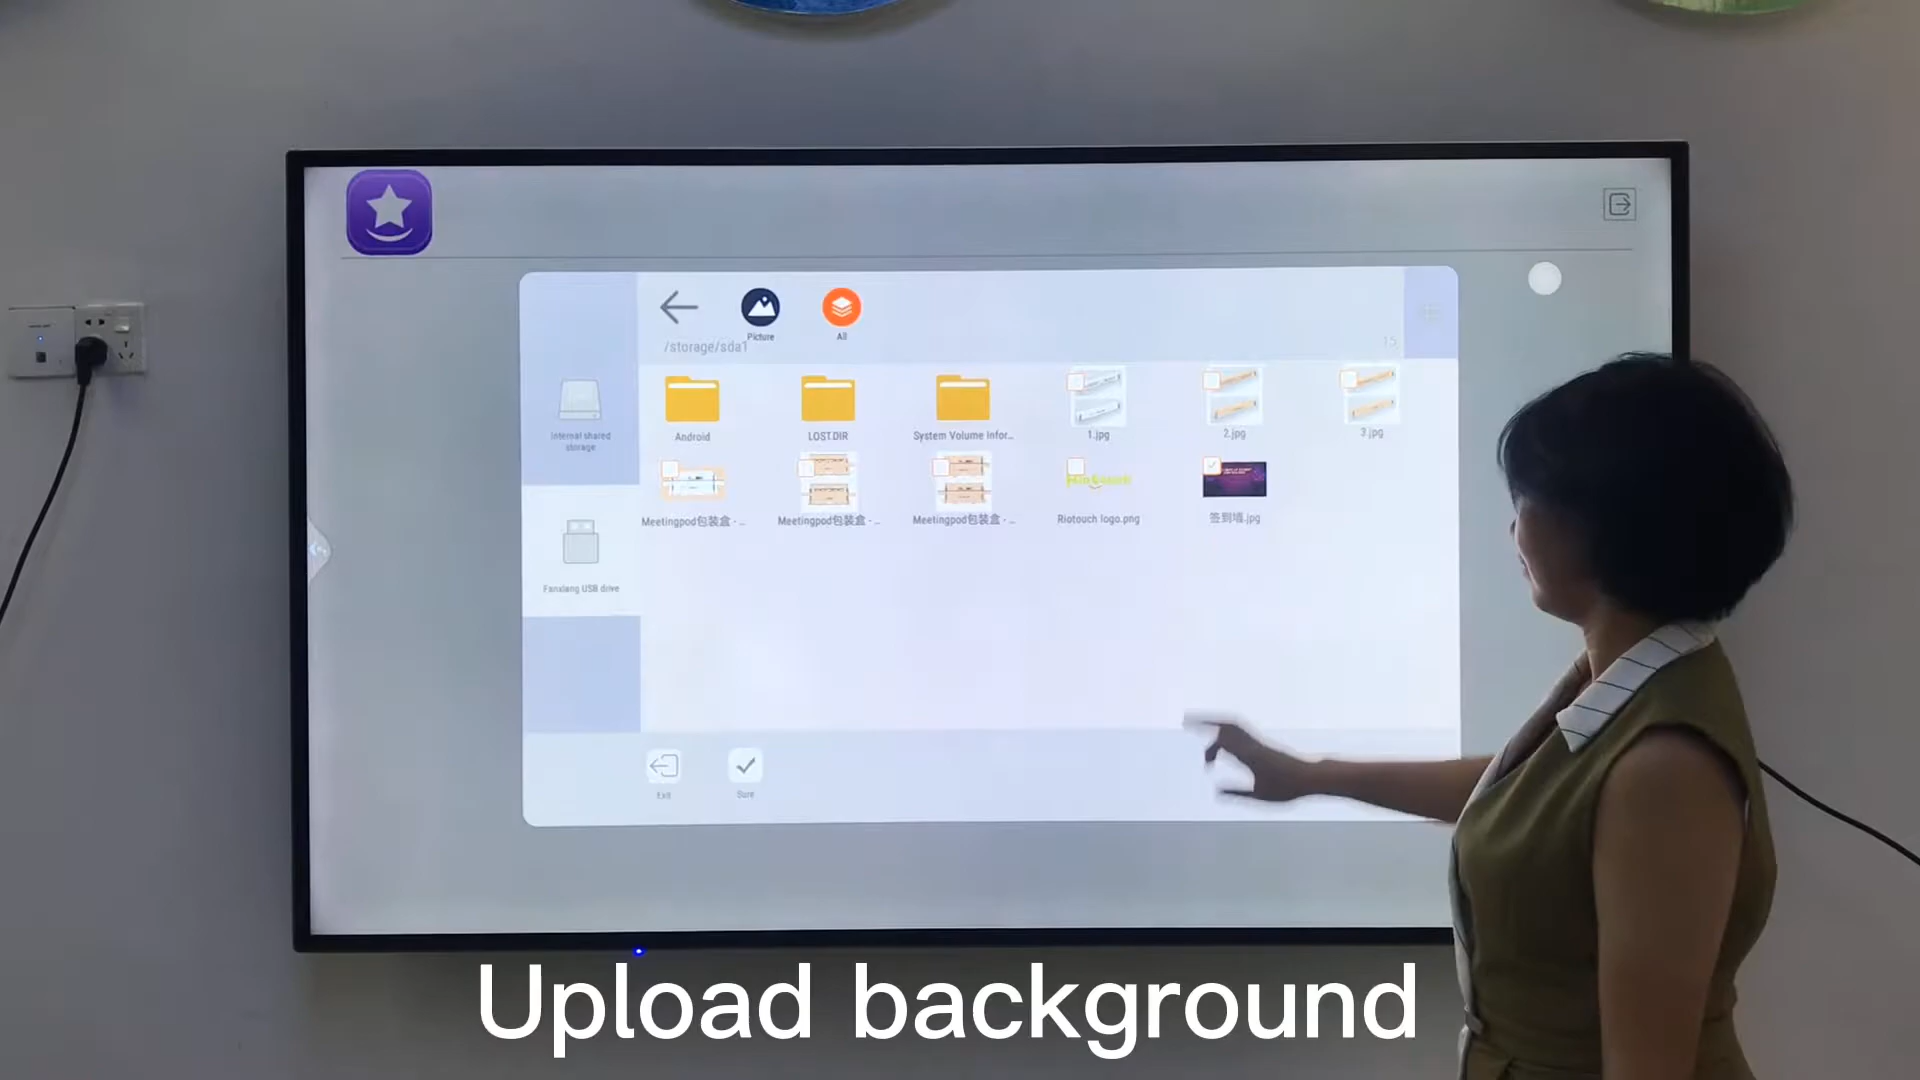 Picture
All
/storage/sda1
15
Internal shared
storage
Android
LOST.DIR
System Volume Infor...
1.jpg
2.jpg
3.jpg
Meetingpod包装盒 - ...
Meetingpod包装盒 - ...
Meetingpod包装盒 - ...
Riotouch
Riotouch logo.png
签到墙.jpg
Fanxiang USB drive
Exit
Sure
Upload background